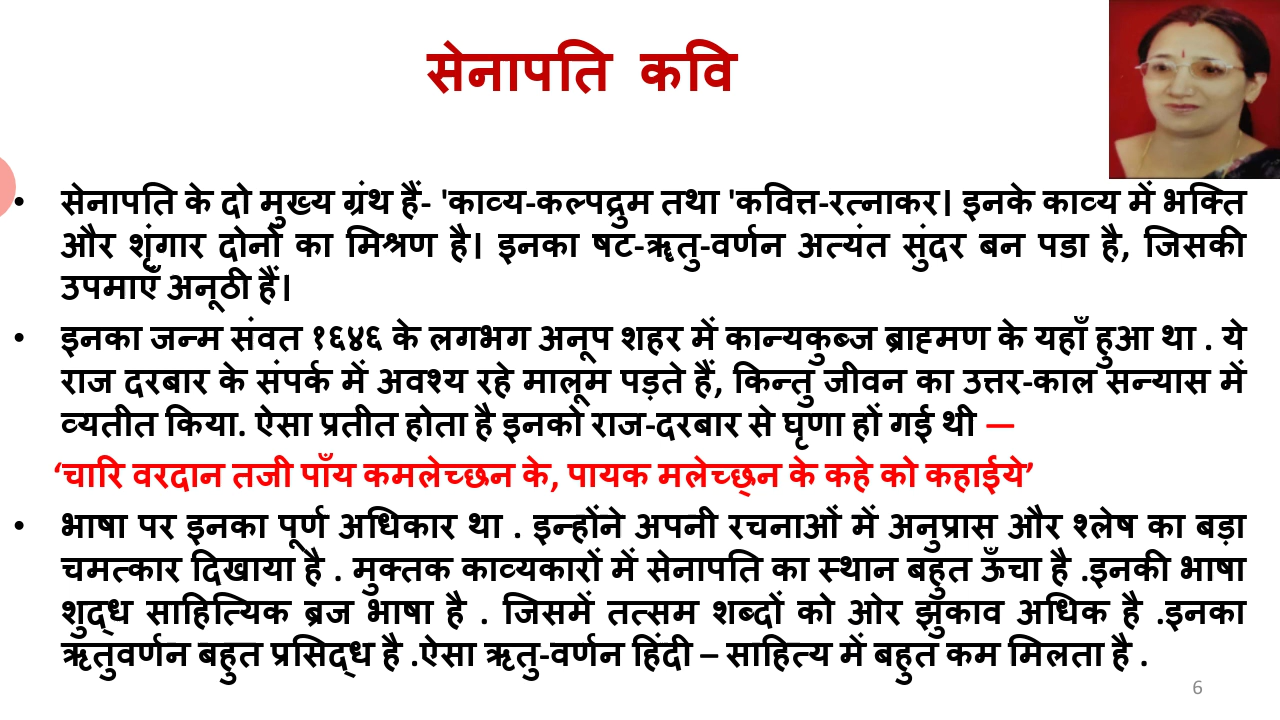 सेनापति कवि
• सेनापति के दो मुख्य ग्रंथ हैं- 'काव्य-कल्पद्रुम तथा 'कवित्त-रत्नाकर। इनके काव्य में भक्ति
और शृंगार दोनों का मिश्रण है। इनका षट-ॠतु-वर्णन अत्यंत सुंदर बन पडा है, जिसकी
उपमाएँ अनूठी हैं।
• इनका जन्म संवत १६४६ के लगभग अनूप शहर में कान्यकुब्ज ब्राह्मण के यहाँ हुआ था . ये
राज दरबार के संपर्क में अवश्य रहे मालूम पड़ते हैं, किन्तु जीवन का उत्तर-काल सन्यास में
व्यतीत किया. ऐसा प्रतीत होता है इनको राज-दरबार से घृणा हों गई थी —
‘चारि वरदान तजी पाँय कमलेच्छन के, पायक मलेच्छ्न के कहे को कहाईये’
• भाषा पर इनका पूर्ण अधिकार था . इन्होंने अपनी रचनाओं में अनुप्रास और श्लेष का बड़ा
चमत्कार दिखाया है . मुक्तक काव्यकारों में सेनापति का स्थान बहुत ऊँचा है .इनकी भाषा
शुद्ध साहित्यिक ब्रज भाषा है . जिसमें तत्सम शब्दों को ओर झुकाव अधिक है .इनका
ऋतुवर्णन बहुत प्रसिद्ध है .ऐसा ऋतु-वर्णन हिंदी – साहित्य में बहुत कम मिलता है .
6